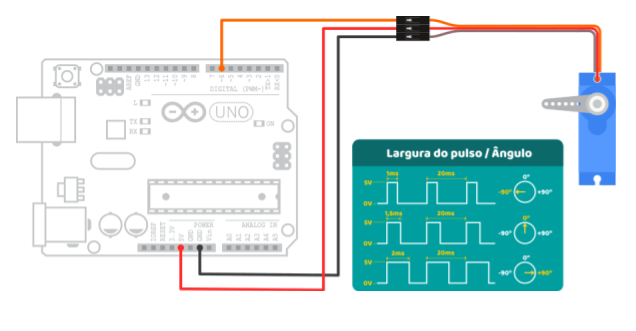 AREF
GND
13
12
~11
~10
~9
8
7
~6
~5
4
~3
2
TX>1
RX<0
DIGITAL (PWM~)
L
TX
RX
UNO
ON
POWER
ANALOG IN
IOREF
RESET
3.3V
5V
GND
GND
Vin
A0
A1
A2
A3
A4
A5
Largura do pulso / Ângulo
1ms
20ms
0°
5V
-90°
+90°
0V
1,5ms
20ms
0°
5V
-90°
+90°
0V
2ms
20ms
0°
5V
-90°
+90°
0V